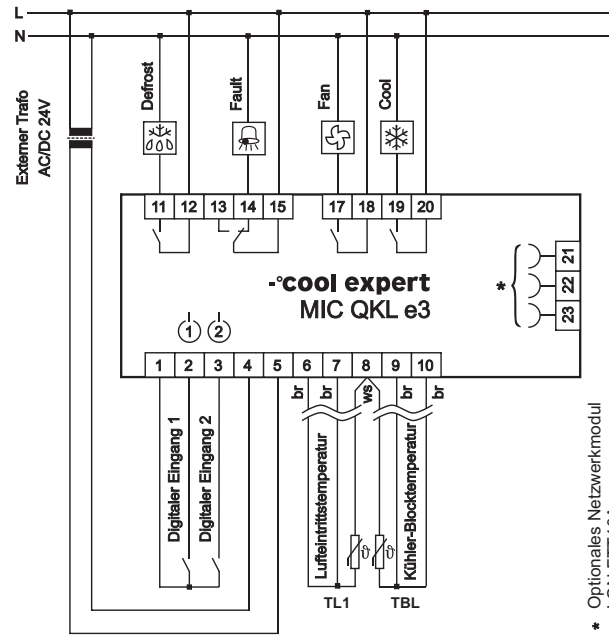 L
N
Externer Trafo
AC/DC 24V
Defrost
Fault
Fan
Cool
11 12 13 14 15 17 18 19 20
-°cool expert
MIC QKL e3
*
21
22
23
1 2
1 2 3 4 5 6 7 8 9 10
br br ws br br
Digitaler Eingang 1
Digitaler Eingang 2
Lufteintrittstemperatur
ϑ ϑ
Kühler-Blocktemperatur
TL1 TBL
* Optionales Netzwerkmodul